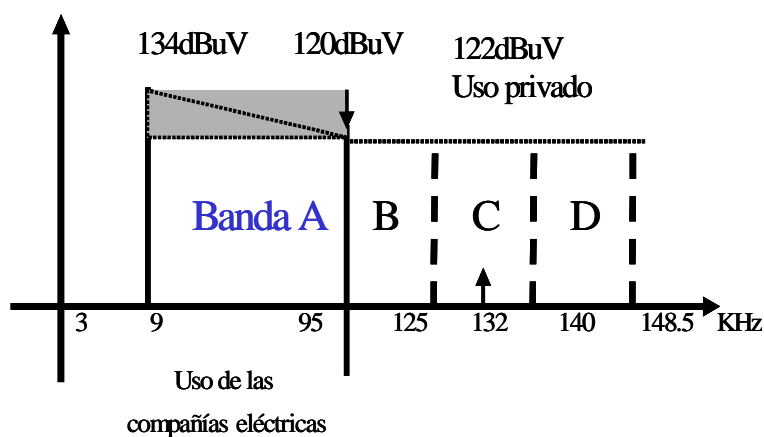 134dBuV 120dBuV 122dBuV
Uso privado
Banda A B C D
3 9 95 125 132 140 148.5 KHz
Uso de las
compañías eléctricas